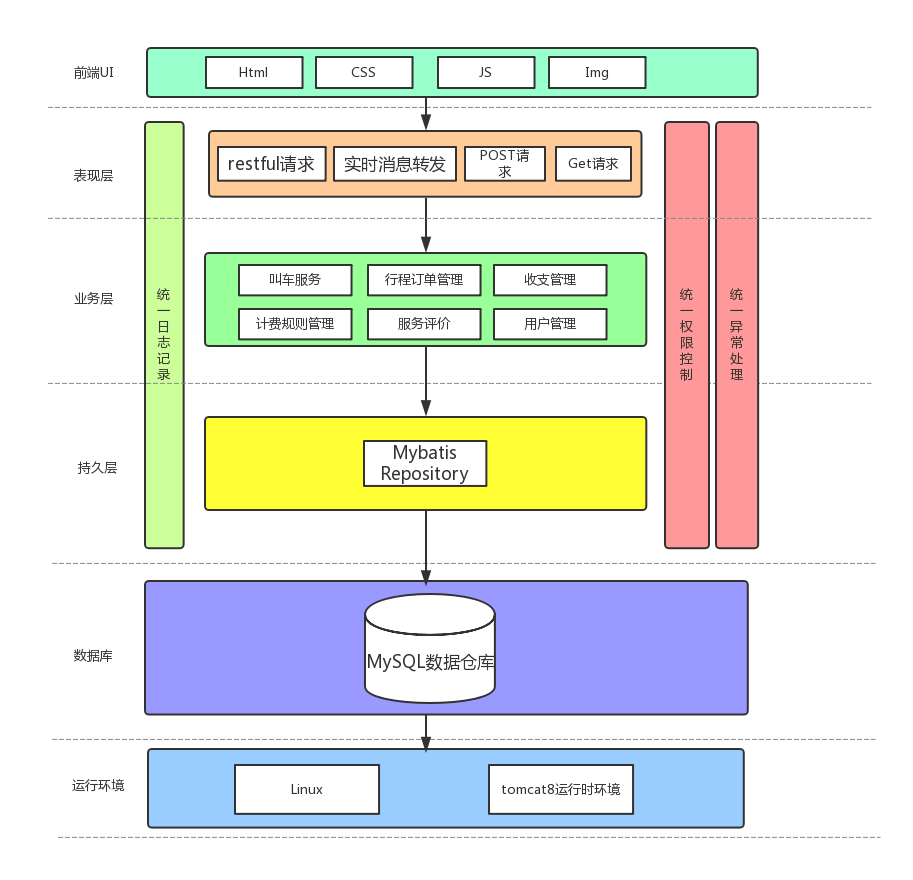 前端UI
Html
CSS
JS
Img
表现层
restful请求
实时消息转发
POST请
求
Get请求
业务层
叫车服务
行程订单管理
收支管理
计费规则管理
服务评价
用户管理
统一日志记录
统一权限控制
统一异常处理
持久层
Mybatis
Repository
数据库
MySQL数据仓库
运行环境
Linux
tomcat8运行时环境